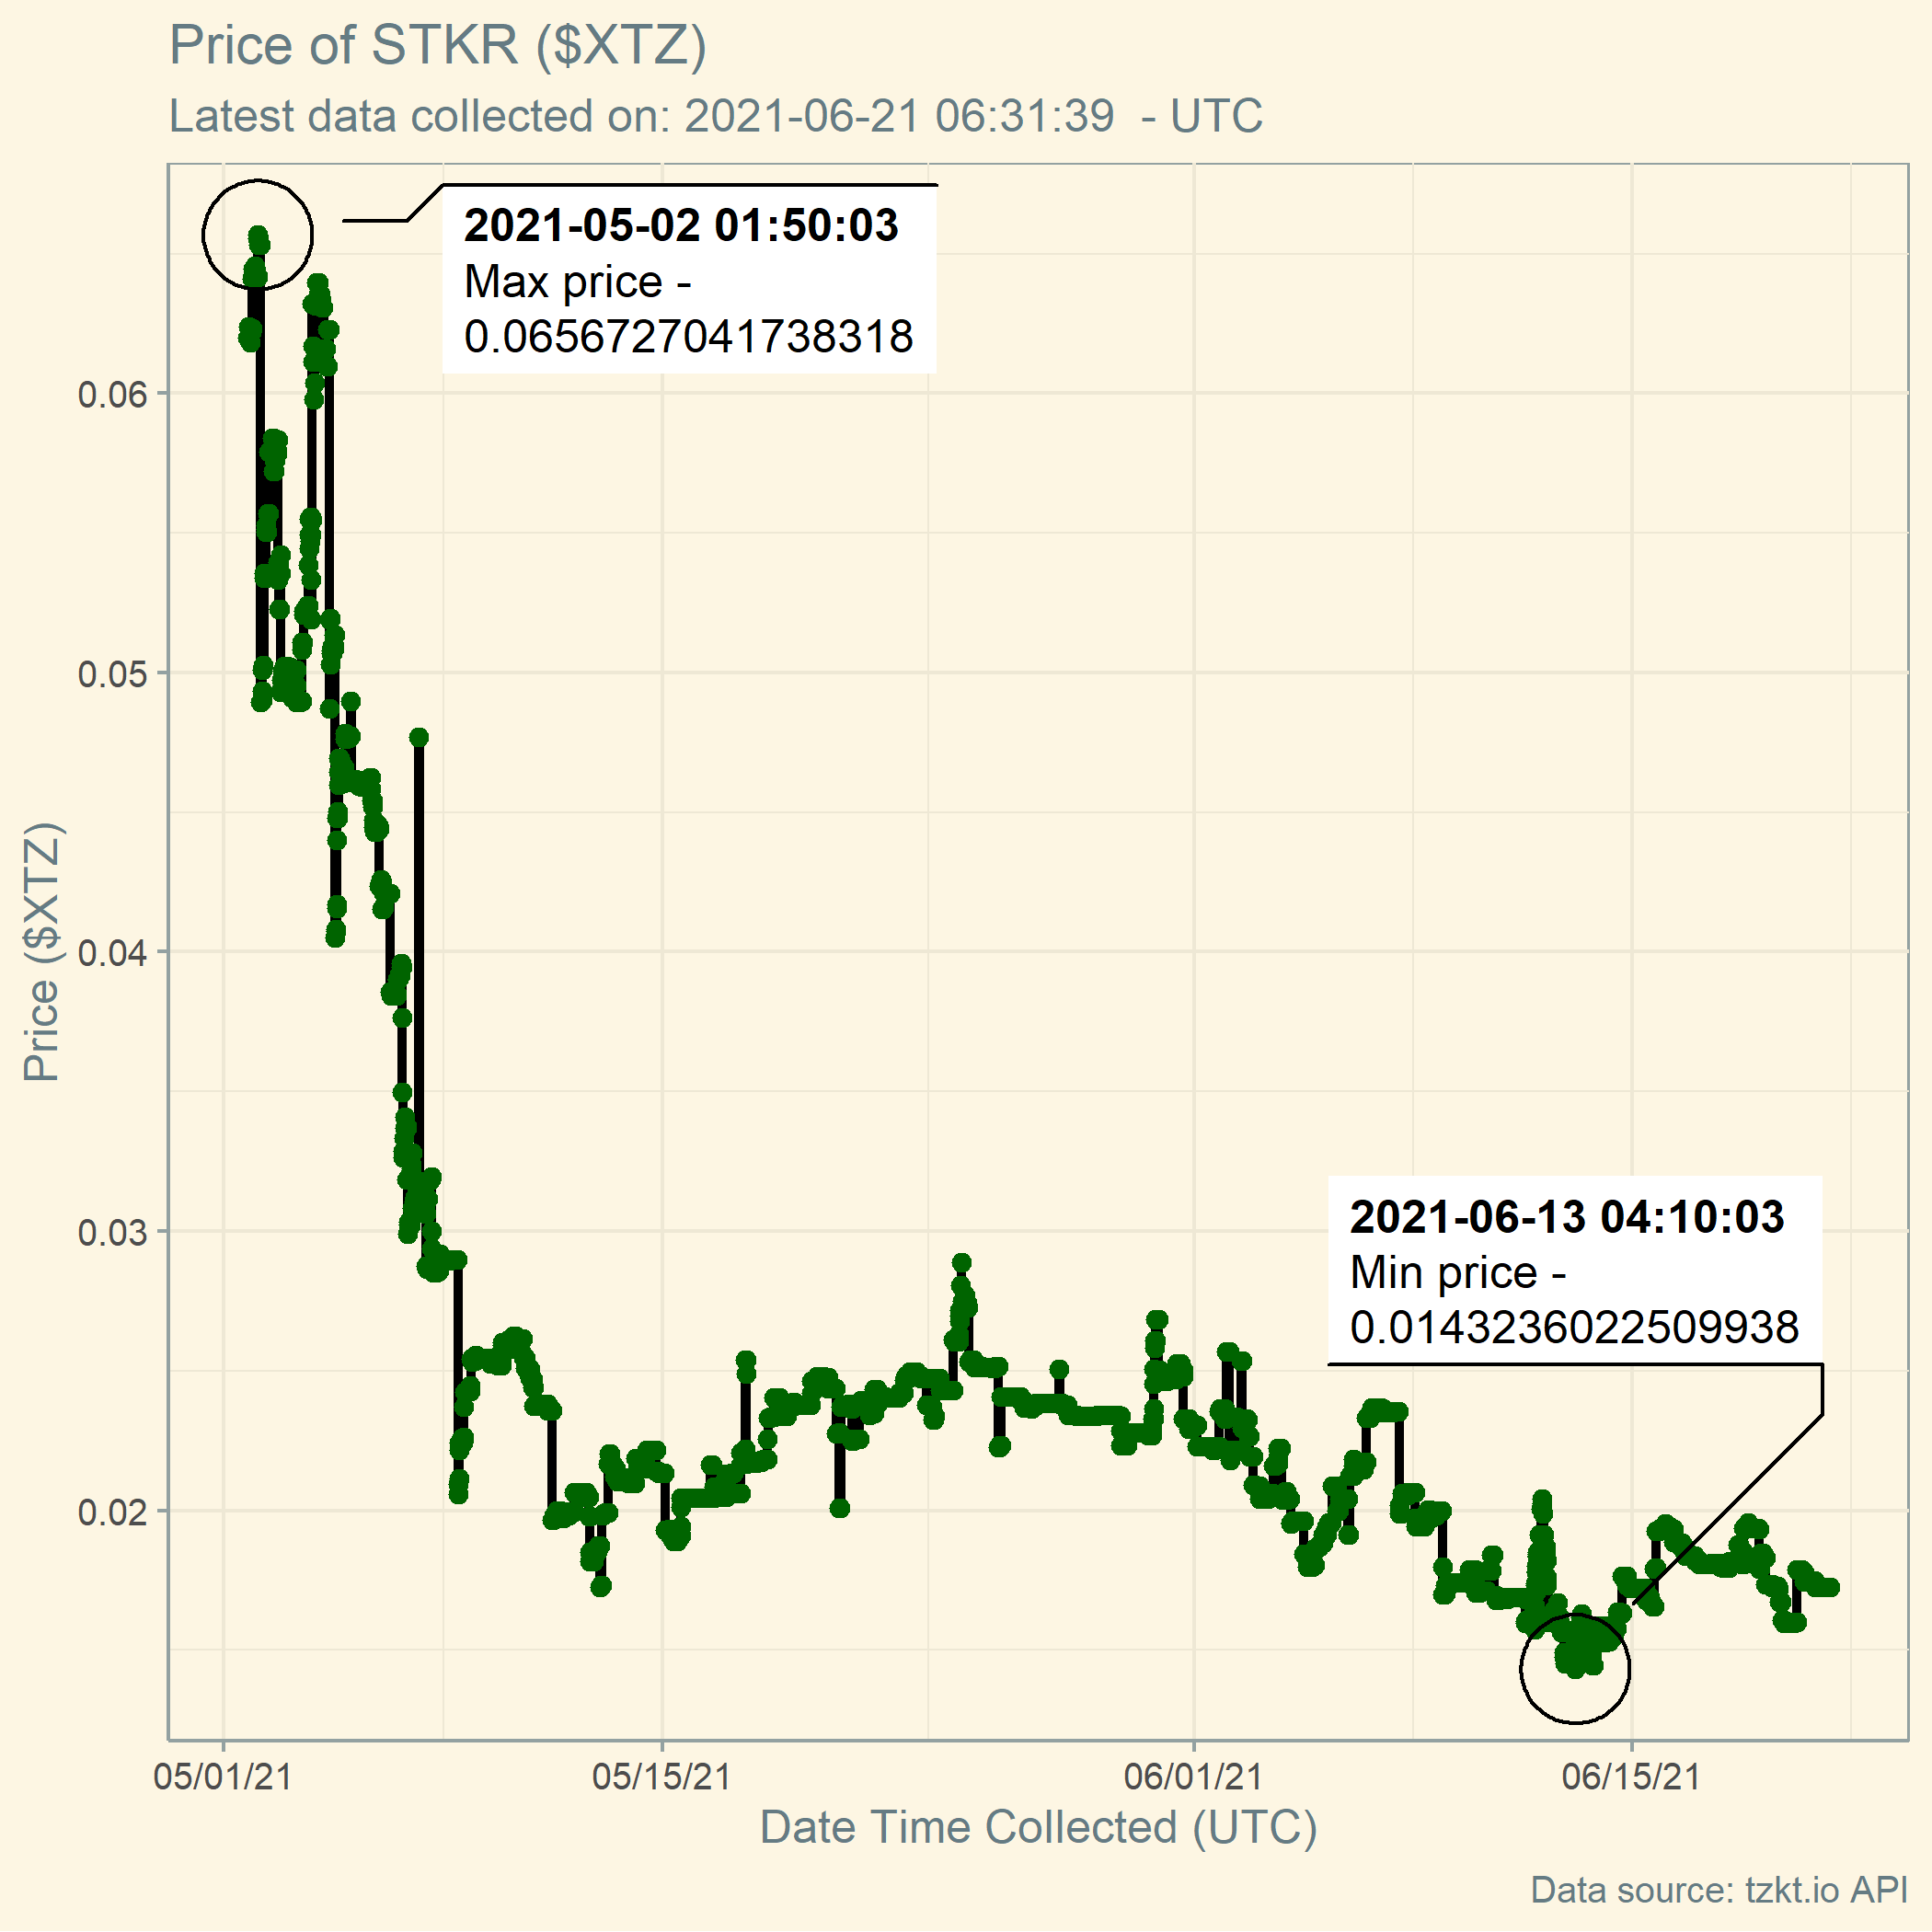 Price of STKR ($XTZ)
Latest data collected on: 2021-06-21 06:31:39  - UTC
2021-05-02 01:50:03
Max price -
0.0656727041738318
0.06
0.05
0.04
0.03
0.02
Price ($XTZ)
2021-06-13 04:10:03
Min price -
0.0143236022509938
05/01/21
05/15/21
06/01/21
06/15/21
Date Time Collected (UTC)
Data source: tzkt.io API